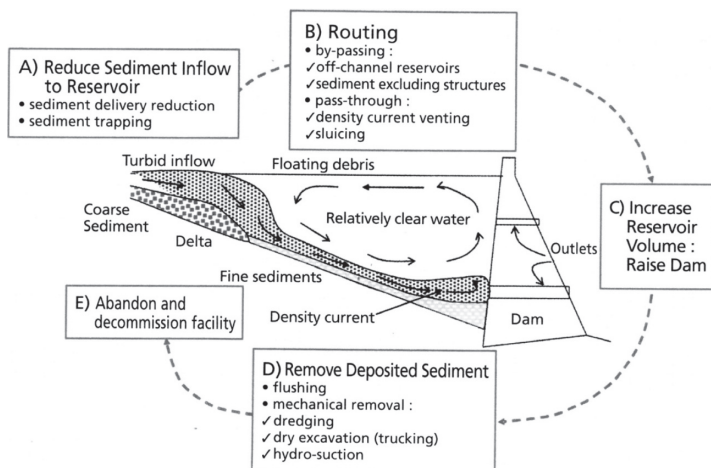 B) Routing
• by-passing :
✓off-channel reservoirs
✓sediment excluding structures
• pass-through :
✓density current venting
✓sluicing
A) Reduce Sediment Inflow
to Reservoir
• sediment delivery reduction
• sediment trapping
Turbid inflow
Floating debris
Coarse
Sediment
Delta
Relatively clear water
Outlets
C) Increase
Reservoir
Volume :
Raise Dam
Fine sediments
Density current
Dam
E) Abandon and
decommission facility
D) Remove Deposited Sediment
• flushing
• mechanical removal :
✓dredging
✓dry excavation (trucking)
✓hydro-suction